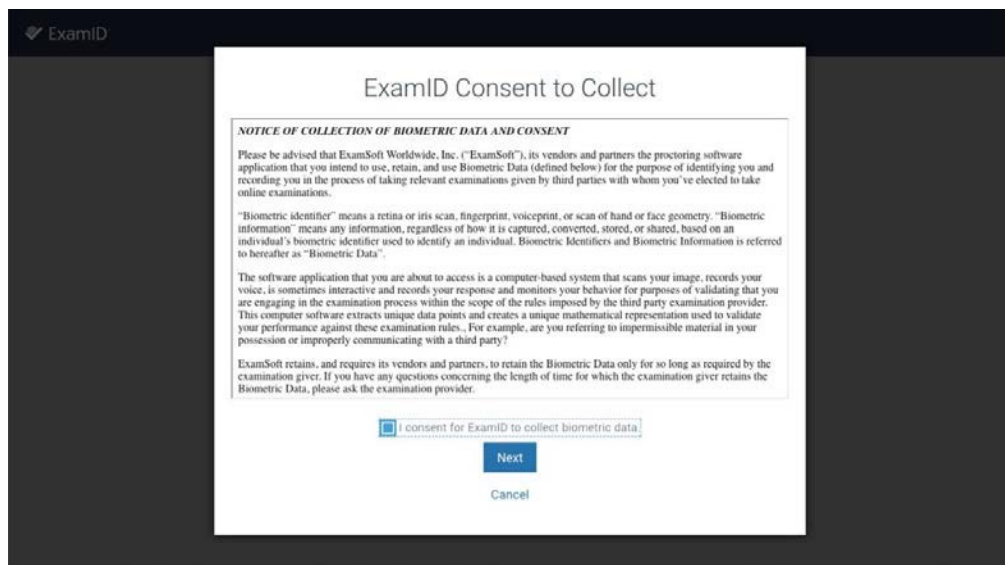 ExamID
ExamID Consent to Collect
NOTICE OF COLLECTION OF BIOMETRIC DATA AND CONSENT
Please be advised that ExamSoft Worldwide, Inc. ("ExamSoft"), its vendors and partners the proctoring software
application that you intend to use, retain, and use Biometric Data (defined below) for the purpose of identifying you and
recording you in the process of taking relevant examinations given by third parties with whom you've elected to take
online examinations.
"Biometric identifier" means a retina or iris scan, fingerprint, voiceprint, or scan of hand or face geometry. "Biometric
information" means any information, regardless of how it is captured, converted, stored, or shared, based on an
individual's biometric identifier used to identify an individual. Biometric Identifiers and Biometric Information is referred
to hereafter as "Biometric Data".
The software application that you are about to access is a computer-based system that scans your image, records your
voice, is sometimes interactive and records your response and monitors your behavior for purposes of validating that you
are engaging in the examination process within the scope of the rules imposed by the third party examination provider.
This computer software extracts unique data points and creates a unique mathematical representation used to validate
your performance against these examination rules., For example, are you referring to impermissible material in your
possession or improperly communicating with a third party?
ExamSoft retains, and requires its vendors and partners, to retain the Biometric Data only for so long as required by the
examination giver. If you have any questions concerning the length of time for which the examination giver retains the
Biometric Data, please ask the examination provider.
I consent for ExamID to collect biometric data.
Next
Cancel